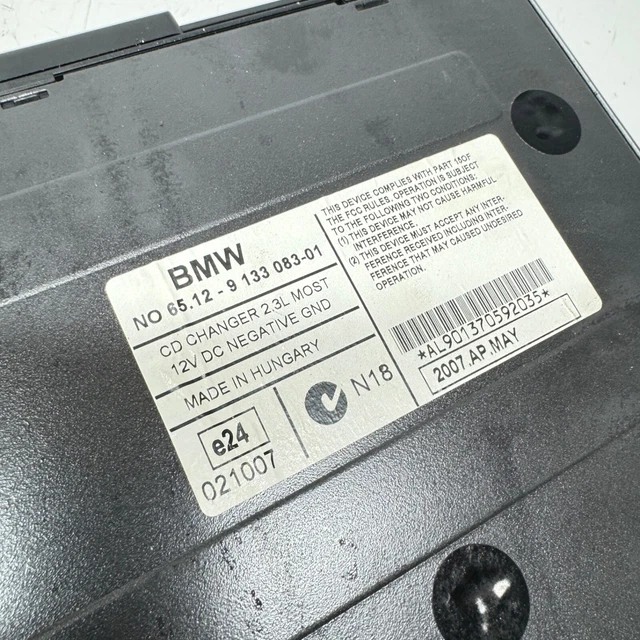 BMW
NO 65.12 - 9 133 083-01
CD CHANGER 2.3L MOST
12V DC NEGATIVE GND
MADE IN HUNGARY
e24
021007
N18
THIS DEVICE COMPLIES WITH PART 15OF
THE FCC RULES. OPERATION IS SUBJECT
TO THE FOLLOWING TWO CONDITIONS:
(1) THIS DEVICE MAY NOT CAUSE HARMFUL
INTERFERENCE.
(2) THIS DEVICE MUST ACCEPT ANY INTER-
FERENCE RECEIVED INCLUDING INTER-
FERENCE THAT MAY CAUSE UNDESIRED
OPERATION.
*AL901370592035*
2007.AP.MAY